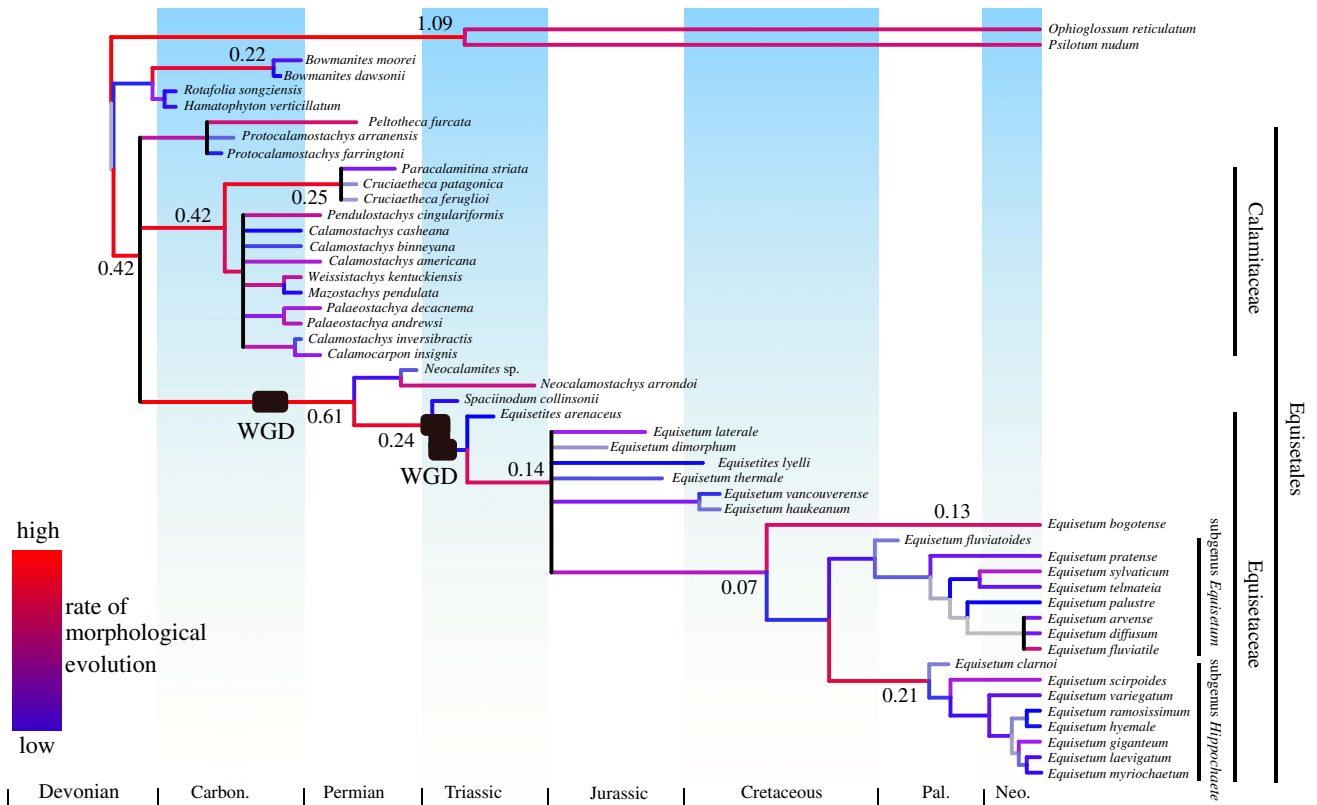 1.09
Ophioglossum reticulatum
Psilotum nudum
0.22
Bowmanites moorei
Bowmanites dawsonii
Rotafolia songziensis
Hamatophyton verticillatum
Peltotheca furcata
Protocalamostachys arranensis
Protocalamostachys farringtoni
Paracalamitina striata
Cruciaetheca patagonica
0.25
Cruciaetheca feruglioi
0.42
Pendulostachys cingulariformis
Calamostachys casheana
Calamostachys binneyana
0.42
Calamostachys americana
Weissistachys kentuckiensis
Mazostachys pendulata
Palaeostachya decacnema
Palaeostachya andrewsi
Calamostachys inversibractis
Calamocarpon insignis
Calamitaceae
Neocalamites sp.
Neocalamostachys arrondoi
WGD
0.61
Spaciinodum collinsonii
Equisetites arenaceus
0.24
WGD
Equisetum laterale
Equisetum dimorphum
0.14
Equisetites lyelli
Equisetum thermale
Equisetum vancouverense
Equisetum haukeanum
Equisetales
0.13
Equisetum bogotense
Equisetum fluviatoides
Equisetum pratense
Equisetum sylvaticum
0.07
Equisetum telmateia
Equisetum palustre
Equisetum arvense
Equisetum diffusum
Equisetum fluviatile
subgenus Equisetum
Equisetaceae
Equisetum clarnoi
0.21
Equisetum scirpoides
Equisetum variegatum
Equisetum ramosissimum
Equisetum hyemale
Equisetum giganteum
Equisetum laevigatum
Equisetum myriochaetum
subgenus Hippochaete
high
rate of
morphological
evolution
low
Devonian
Carbon.
Permian
Triassic
Jurassic
Cretaceous
Pal.
Neo.